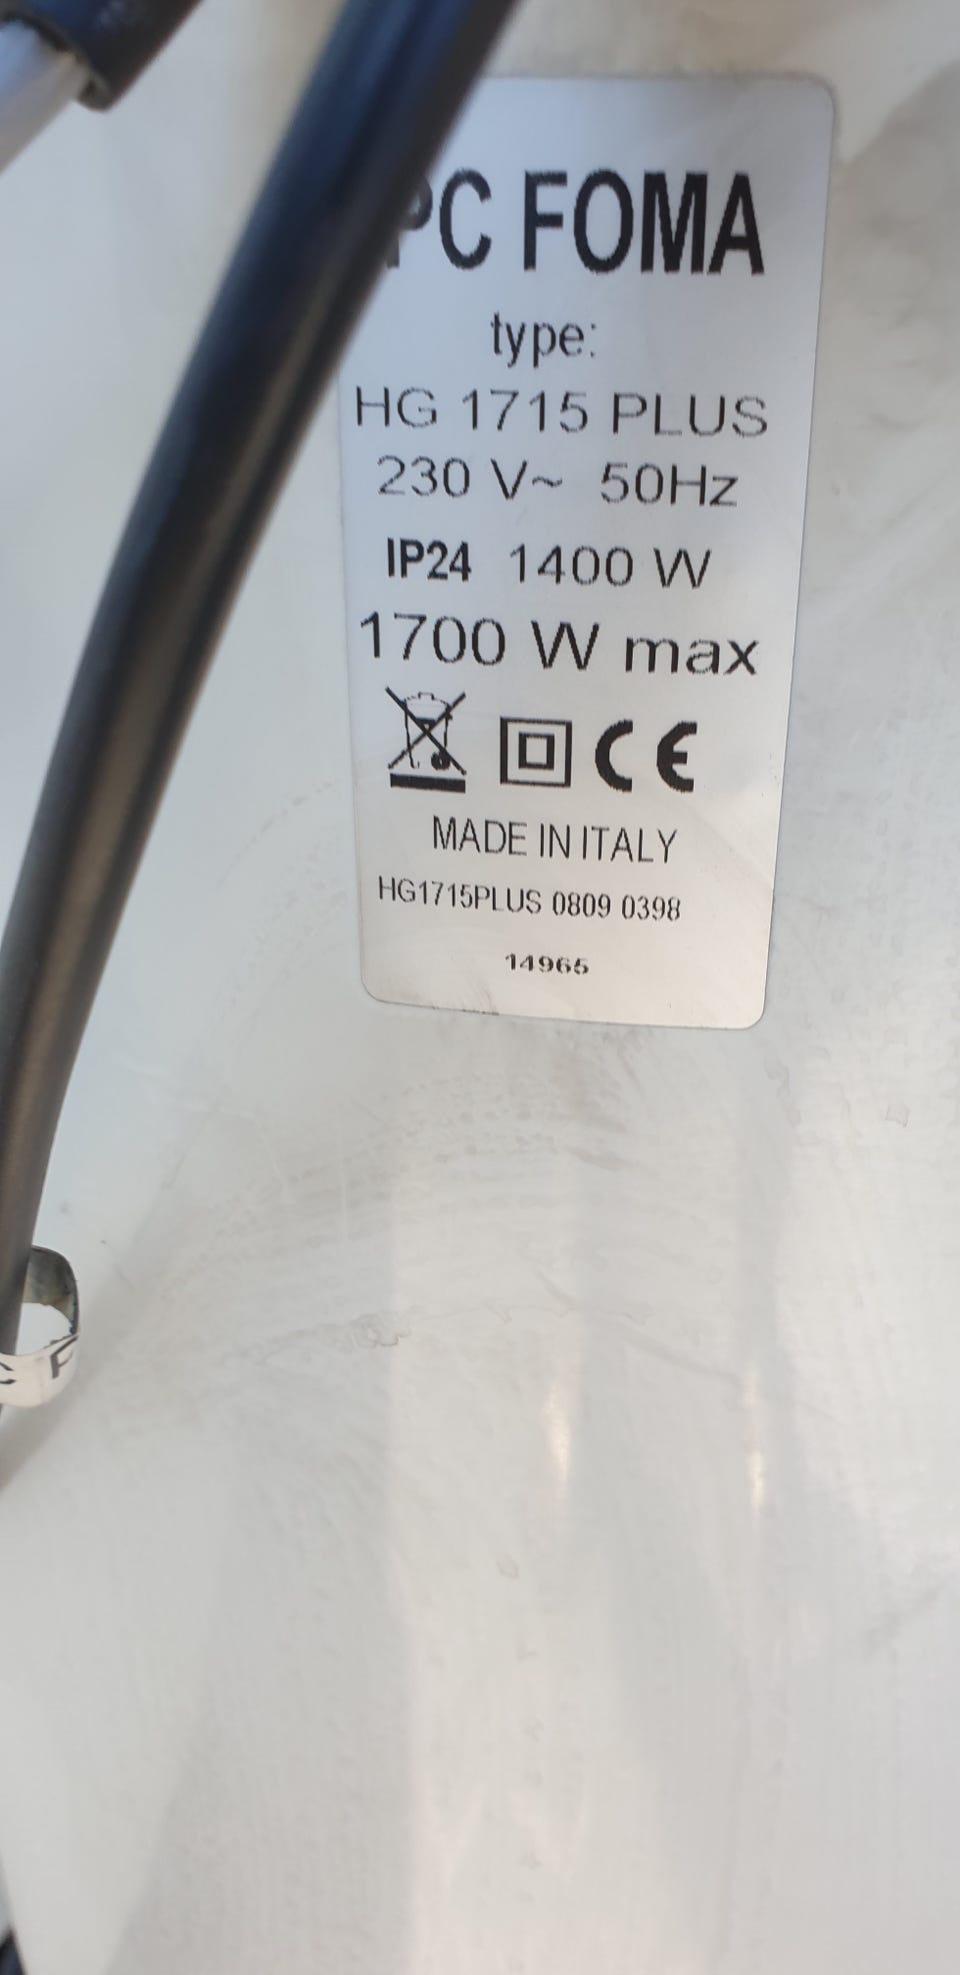 PC FOMA
type:
HG 1715 PLUS
230 V~ 50Hz
IP24 1400 W
1700 W max
CE
MADE IN ITALY
HG1715PLUS 0809 0398
14965